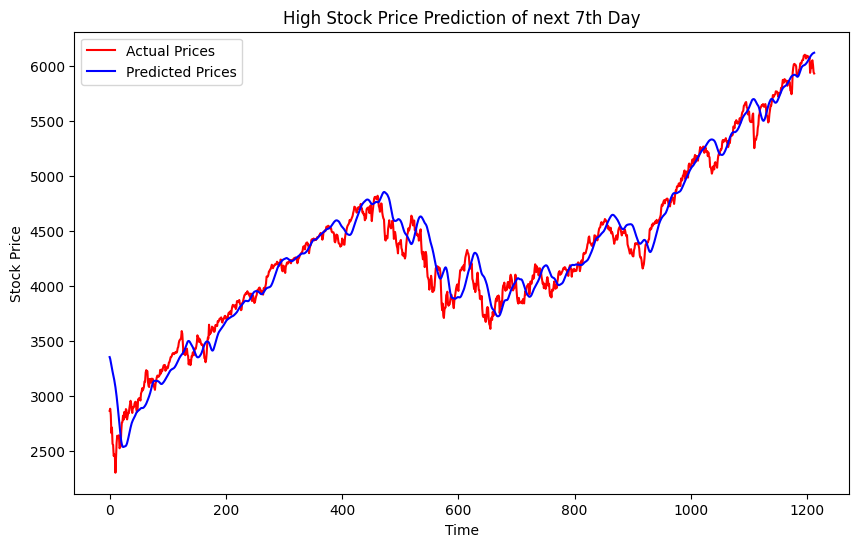 High Stock Price Prediction of next 7th Day
Actual Prices
Predicted Prices
6000
5500
5000
4500
4000
3500
3000
2500
Stock Price
0 200 400 600 800 1000 1200
Time